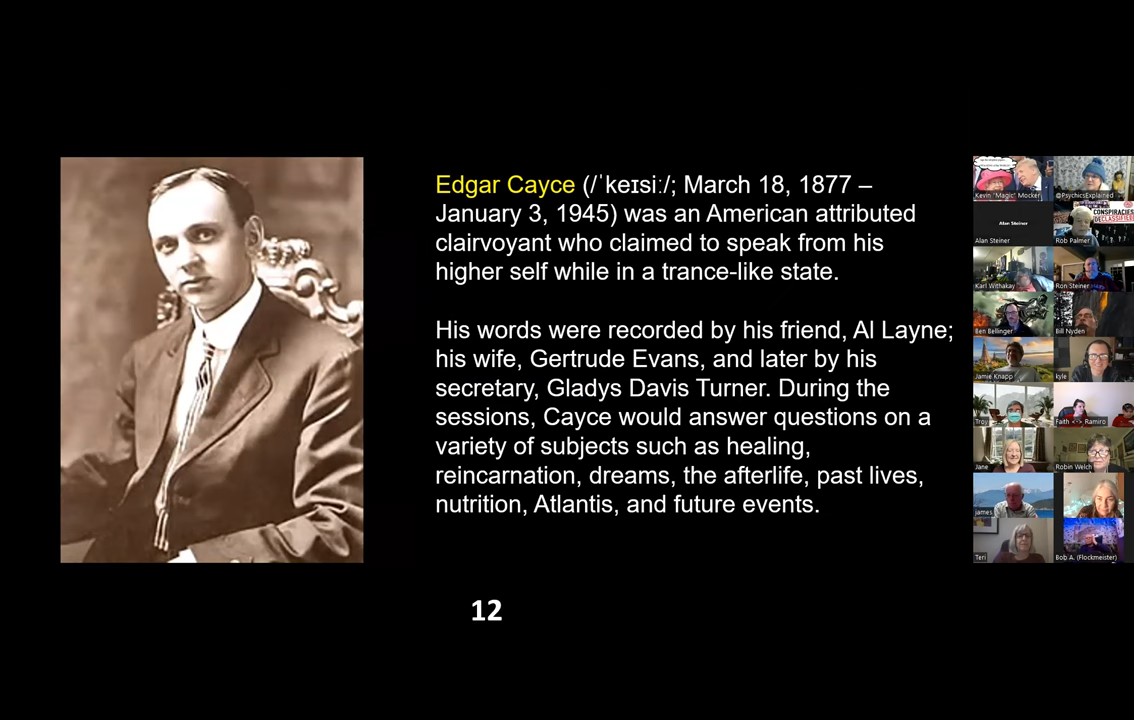 Edgar Cayce (/ˈkeɪsiː/; March 18, 1877 –
January 3, 1945) was an American attributed
clairvoyant who claimed to speak from his
higher self while in a trance-like state.
His words were recorded by his friend, Al Layne;
his wife, Gertrude Evans, and later by his
secretary, Gladys Davis Turner. During the
sessions, Cayce would answer questions on a
variety of subjects such as healing,
reincarnation, dreams, the afterlife, past lives,
nutrition, Atlantis, and future events.
12
Kevin "Magic" Mocker
@PsychicsExplained
Alan Steiner
Alan Steiner
CONSPIRACIES
Rob Palmer
Karl Withakay
Ron Steiner
Ben Bellinger
Bill Nyden
Jamie Knapp
kyle
Troy
Faith <-> Ramiro
Jane
Robin Welch
james
Teri
Bob A. (Flockmeister)